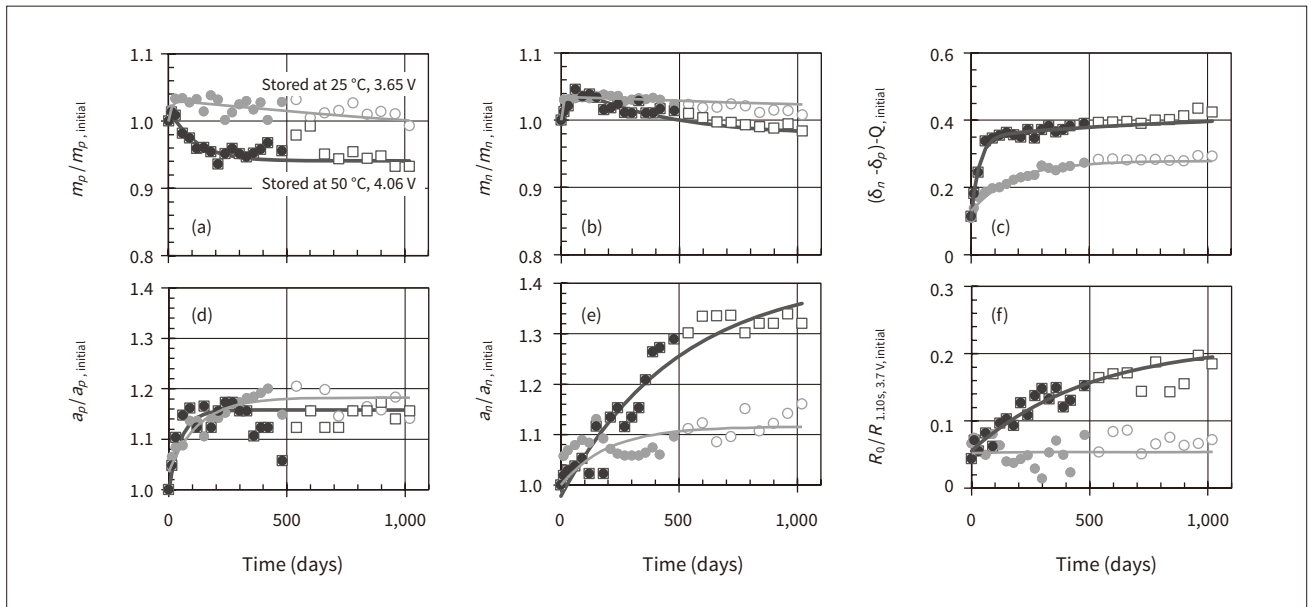 1.1
1.0
0.9
0.8
m_p/m_p, initial
Stored at 25 °C, 3.65 V
Stored at 50 °C, 4.06 V
(a)
1.1
1.0
0.9
0.8
m_n/m_n, initial
(b)
0.6
0.4
0.2
0
(δ_n -δ_p)-Q, initial
(c)
1.4
1.3
1.2
1.1
1.0
a_p/a_p, initial
(d)
0
500
1,000
Time (days)
1.4
1.3
1.2
1.1
1.0
a_n/a_n, initial
(e)
0
500
1,000
Time (days)
0.3
0.2
0.1
0
R_0/R_1.10s, 3.7 V, initial
(f)
0
500
1,000
Time (days)